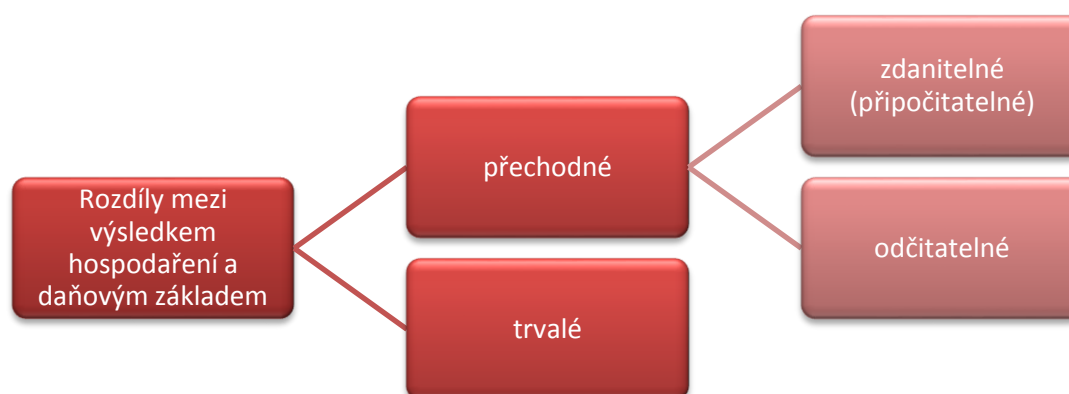 Rozdíly mezi
výsledkem
hospodaření a
daňovým základem
přechodné
trvalé
zdanitelné
(připočitatelné)
odčitatelné